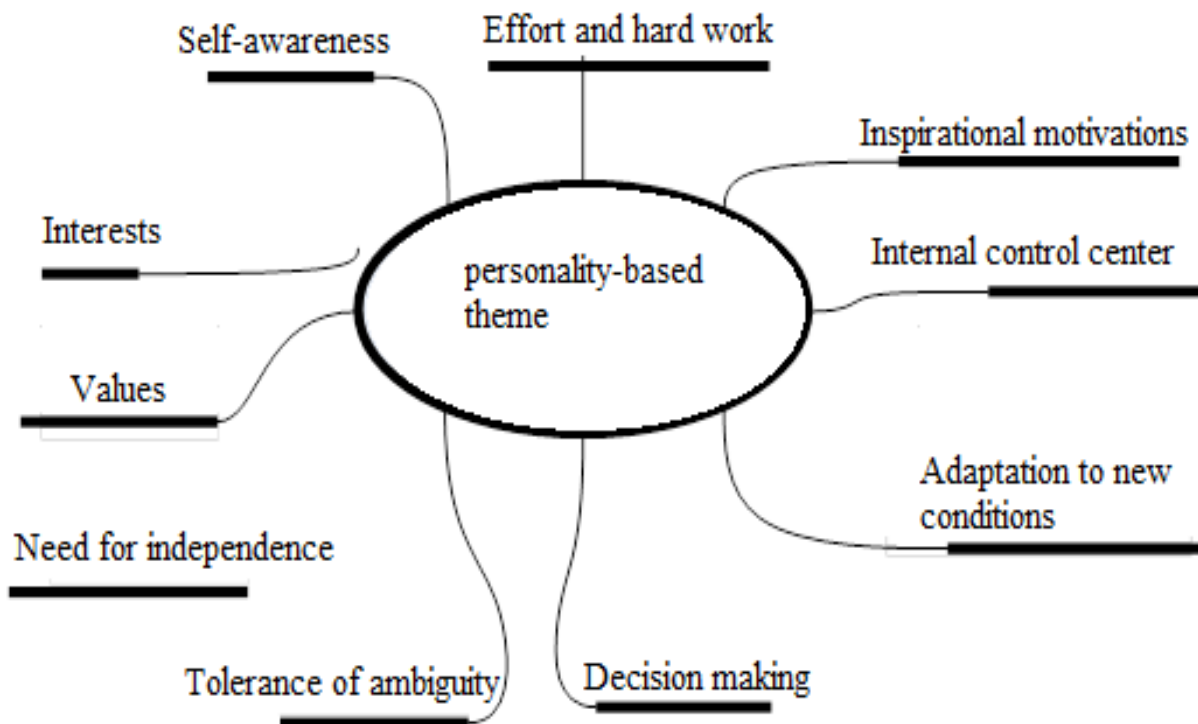 Self-awareness
Effort and hard work
Inspirational motivations
Interests
Internal control center
personality-based
theme
Values
Adaptation to new
conditions
Need for independence
Tolerance of ambiguity
Decision making